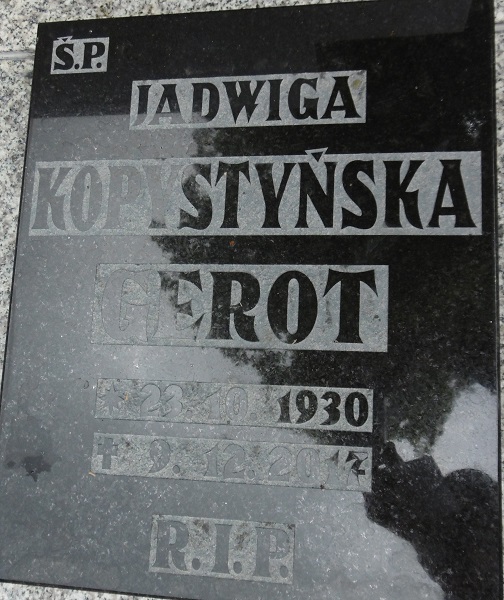 Ś.P.
JADWIGA
KOPYSTYŃSKA
GEROT
* 23.10.1930
✝ 9.12.2017
R.I.P.